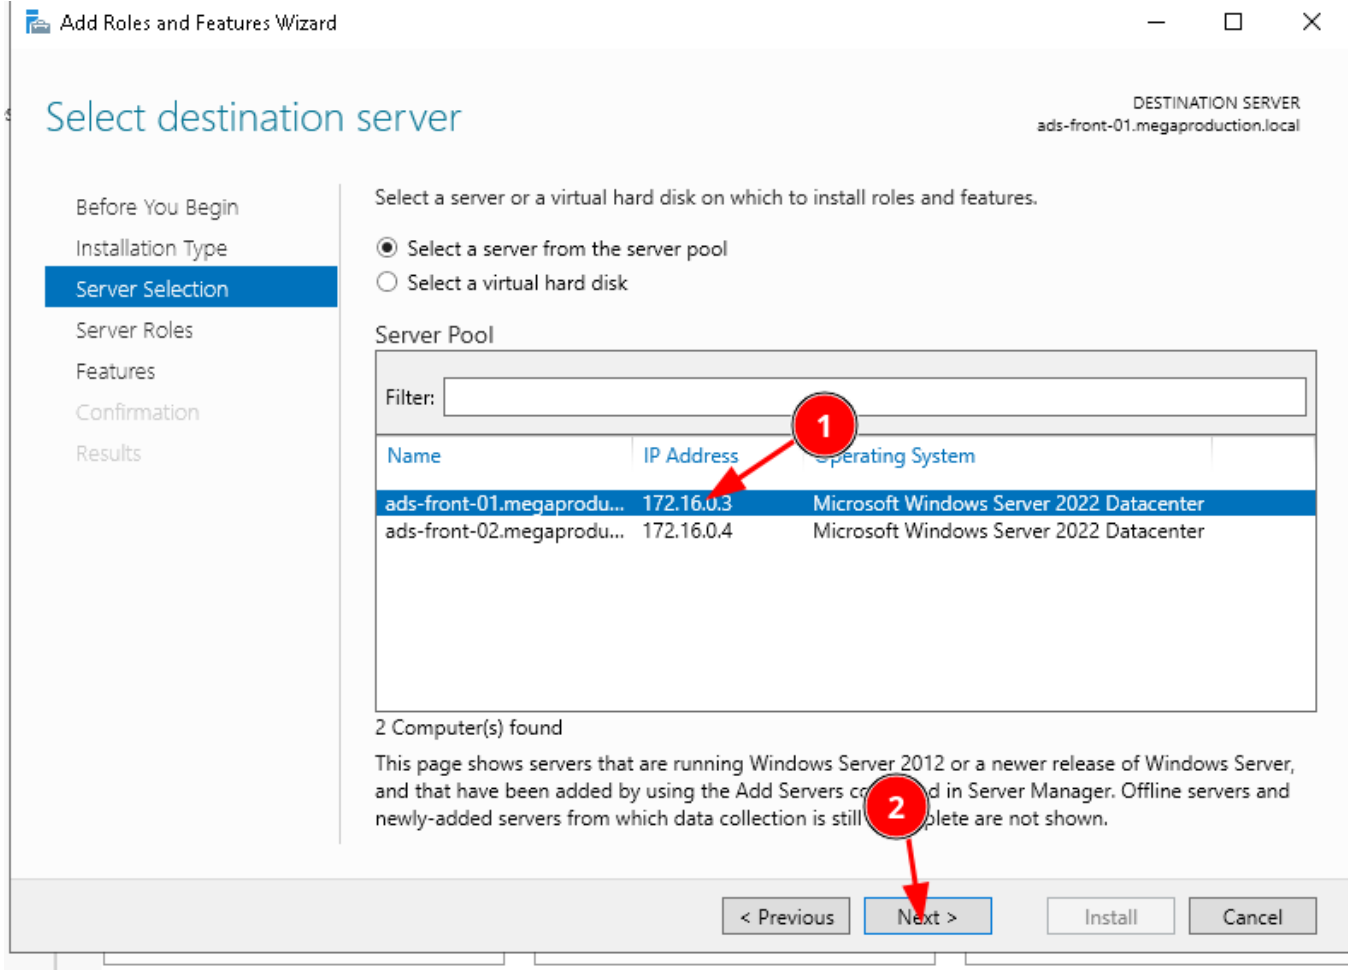 Add Roles and Features Wizard
Select destination server
DESTINATION SERVER
ads-front-01.megaproduction.local
Before You Begin
Installation Type
Server Selection
Server Roles
Features
Confirmation
Results
Select a server or a virtual hard disk on which to install roles and features.
Select a server from the server pool
Select a virtual hard disk
Server Pool
Filter:
1
Name IP Address Operating System
ads-front-01.megaprodu... 172.16.0.3 Microsoft Windows Server 2022 Datacenter
ads-front-02.megaprodu... 172.16.0.4 Microsoft Windows Server 2022 Datacenter
2 Computer(s) found
This page shows servers that are running Windows Server 2012 or a newer release of Windows Server,
and that have been added by using the Add Servers co d in Server Manager. Offline servers and
newly-added servers from which data collection is still plete are not shown.
2
< Previous
Next >
Install
Cancel